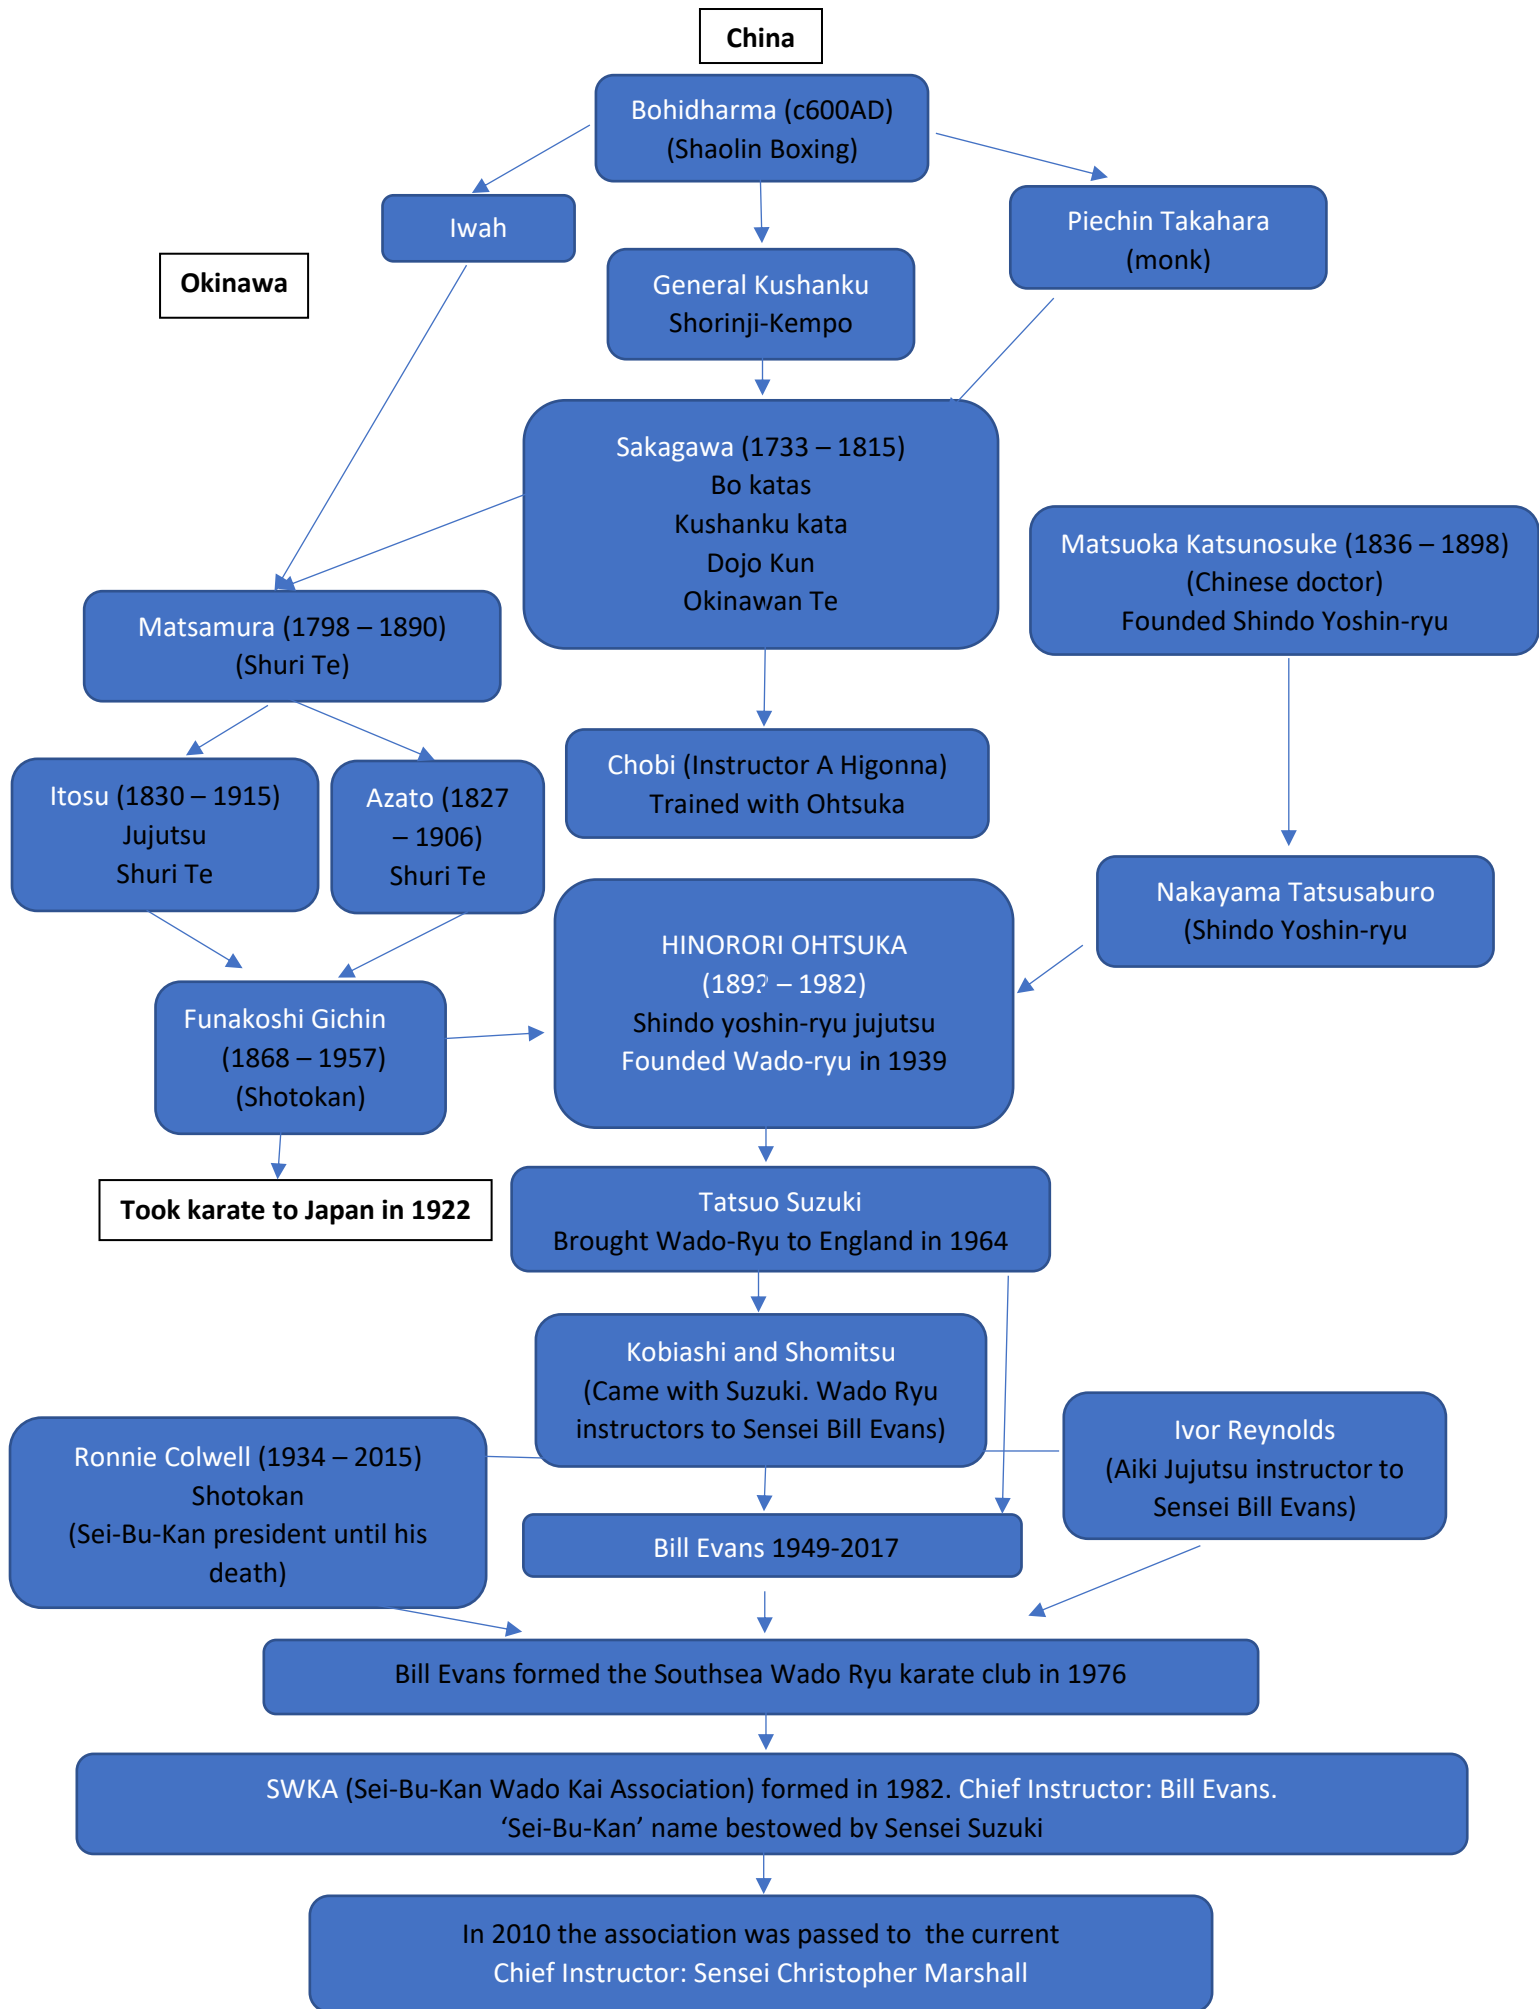 China
Bohidharma (c600AD)
(Shaolin Boxing)
Iwah
Piechin Takahara
(monk)
Okinawa
General Kushanku
Shorinji-Kempo
Sakagawa (1733 – 1815)
Bo katas
Kushanku kata
Dojo Kun
Okinawan Te
Matsuoka Katsunosuke (1836 – 1898)
(Chinese doctor)
Founded Shindo Yoshin-ryu
Matsamura (1798 – 1890)
(Shuri Te)
Chobi (Instructor A Higonna)
Trained with Ohtsuka
Itosu (1830 – 1915)
Jujutsu
Shuri Te
Azato (1827
– 1906)
Shuri Te
Nakayama Tatsusaburo
(Shindo Yoshin-ryu
HINORORI OHTSUKA
– 1982)
Shindo yoshin-ryu jujutsu
Founded Wado-ryu in 1939
Funakoshi Gichin
(1868 – 1957)
(Shotokan)
Took karate to Japan in 1922
Tatsuo Suzuki
Brought Wado-Ryu to England in 1964
Kobiashi and Shomitsu
(Came with Suzuki. Wado Ryu
instructors to Sensei Bill Evans)
Ronnie Colwell (1934 – 2015)
Shotokan
(Sei-Bu-Kan president until his
death)
Ivor Reynolds
(Aiki Jujutsu instructor to
Sensei Bill Evans)
Bill Evans 1949-2017
Bill Evans formed the Southsea Wado Ryu karate club in 1976
SWKA (Sei-Bu-Kan Wado Kai Association) formed in 1982. Chief Instructor: Bill Evans.
‘Sei-Bu-Kan’ name bestowed by Sensei Suzuki
In 2010 the association was passed to the current
Chief Instructor: Sensei Christopher Marshall